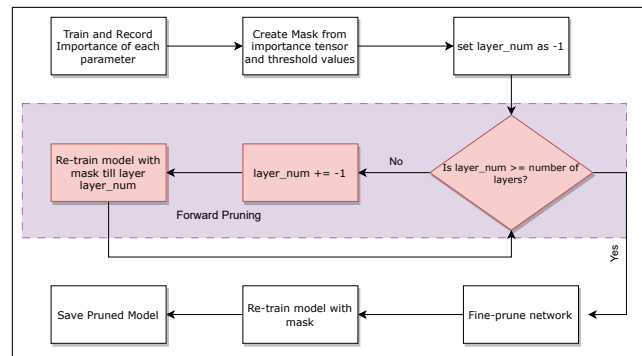 Train and Record
Importance of each
parameter
Create Mask from
importance tensor
and threshold values
set layer_num as -1
Is layer_num >= number of
layers?
No
layer_num += -1
Re-train model with
mask till layer
layer_num
Forward Pruning
Yes
Fine-prune network
Re-train model with
mask
Save Pruned Model